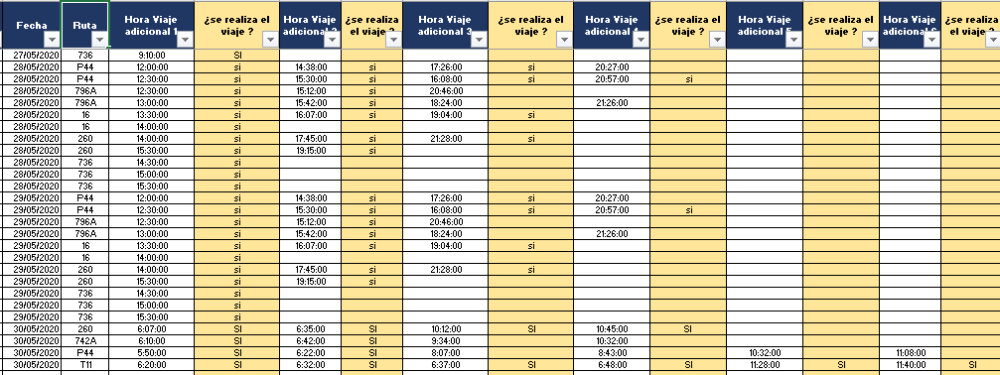 Fecha Ruta Hora Viaje adicional 1 ¿se realiza el viaje ? Hora Viaje adicional 2 ¿se realiza el viaje ? Hora Viaje adicional 3 ¿se realiza el viaje ? Hora Viaje adicional 4 ¿se realiza el viaje ? Hora Viaje adicional 5 ¿se realiza el viaje ? Hora Viaje adicional 6 ¿se realiza el viaje ?
27/05/2020 736 9:10:00 SI
28/05/2020 P44 12:00:00 si 14:38:00 si 17:26:00 si 20:27:00
28/05/2020 P44 12:30:00 si 15:30:00 si 16:08:00 si 20:57:00 si
28/05/2020 796A 12:30:00 si 15:12:00 si 20:46:00
28/05/2020 796A 13:00:00 si 15:42:00 si 18:24:00 21:26:00
28/05/2020 16 13:30:00 si 16:07:00 si 19:04:00 si
28/05/2020 16 14:00:00 si
28/05/2020 260 14:00:00 si 17:45:00 si 21:28:00 si
28/05/2020 260 15:30:00 si 19:15:00 si
28/05/2020 736 14:30:00 si
28/05/2020 736 15:00:00 si
28/05/2020 736 15:30:00 si
29/05/2020 P44 12:00:00 si 14:38:00 si 17:26:00 si 20:27:00
29/05/2020 P44 12:30:00 si 15:30:00 si 16:08:00 si 20:57:00 si
29/05/2020 796A 12:30:00 si 15:12:00 si 20:46:00
29/05/2020 796A 13:00:00 si 15:42:00 si 18:24:00 21:26:00
29/05/2020 16 13:30:00 si 16:07:00 si 19:04:00 si
29/05/2020 16 14:00:00 si
29/05/2020 260 14:00:00 si 17:45:00 si 21:28:00 si
29/05/2020 260 15:30:00 si 19:15:00 si
29/05/2020 736 14:30:00 si
29/05/2020 736 15:00:00 si
29/05/2020 736 15:30:00 si
30/05/2020 260 6:07:00 SI 6:35:00 SI 10:12:00 SI 10:45:00 SI
30/05/2020 742A 6:10:00 SI 6:42:00 SI 9:34:00 10:32:00
30/05/2020 P44 5:50:00 SI 6:22:00 SI 8:07:00 8:43:00 10:32:00 11:08:00
30/05/2020 T11 6:20:00 SI 6:32:00 SI 6:37:00 SI 6:48:00 SI 11:28:00 SI 11:40:00 SI